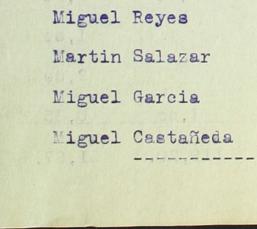 Miguel Reyes
Martin Salazar
Miguel Garcia
Miguel Castañeda
-----------